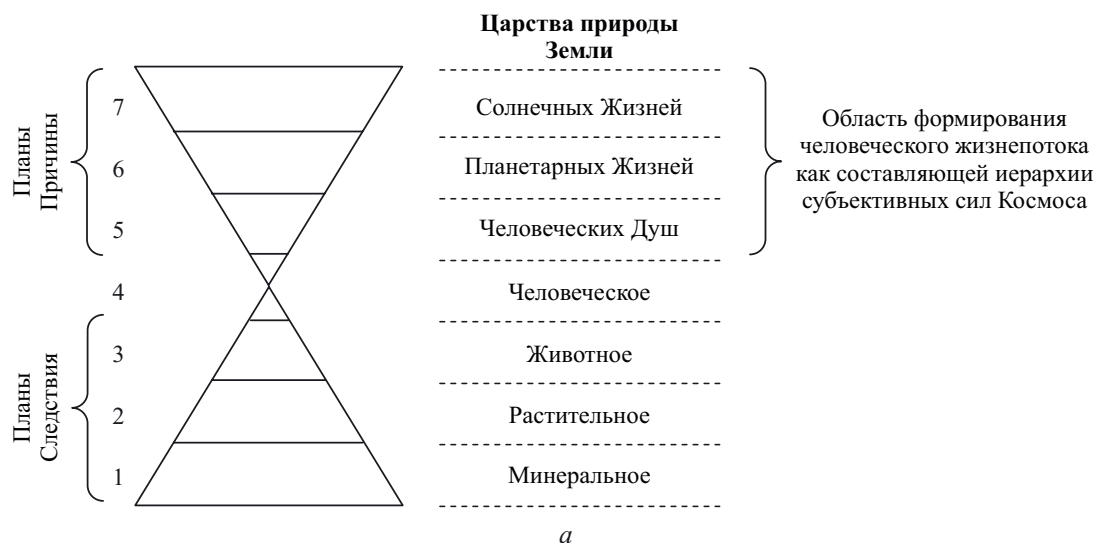 Царства природы
Земли
Планы
Причины
7
Солнечных Жизней
6
Планетарных Жизней
5
Человеческих Душ
Область формирования
человеческого жизнепотока
как составляющей иерархии
субъективных сил Космоса
4
Человеческое
Планы
Следствия
3
Животное
2
Растительное
1
Минеральное
а